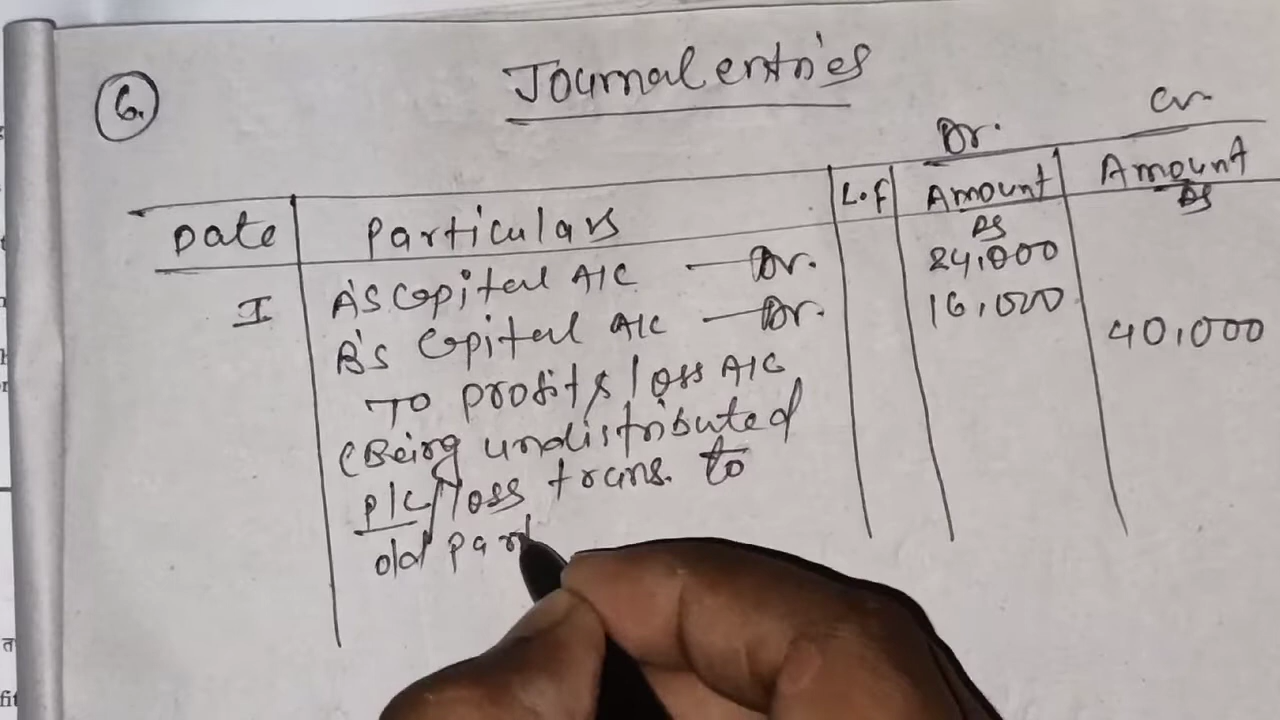 6.
Journal entries
Dr.
Cr.
Date Particulars L.F Amount Amount
Rs Rs
I A's Capital A/C — Dr. 24,000
B's Capital A/C — Dr. 16,000
To profit & loss A/C 40,000
(Being undistributed
P/L loss trans. to
old part